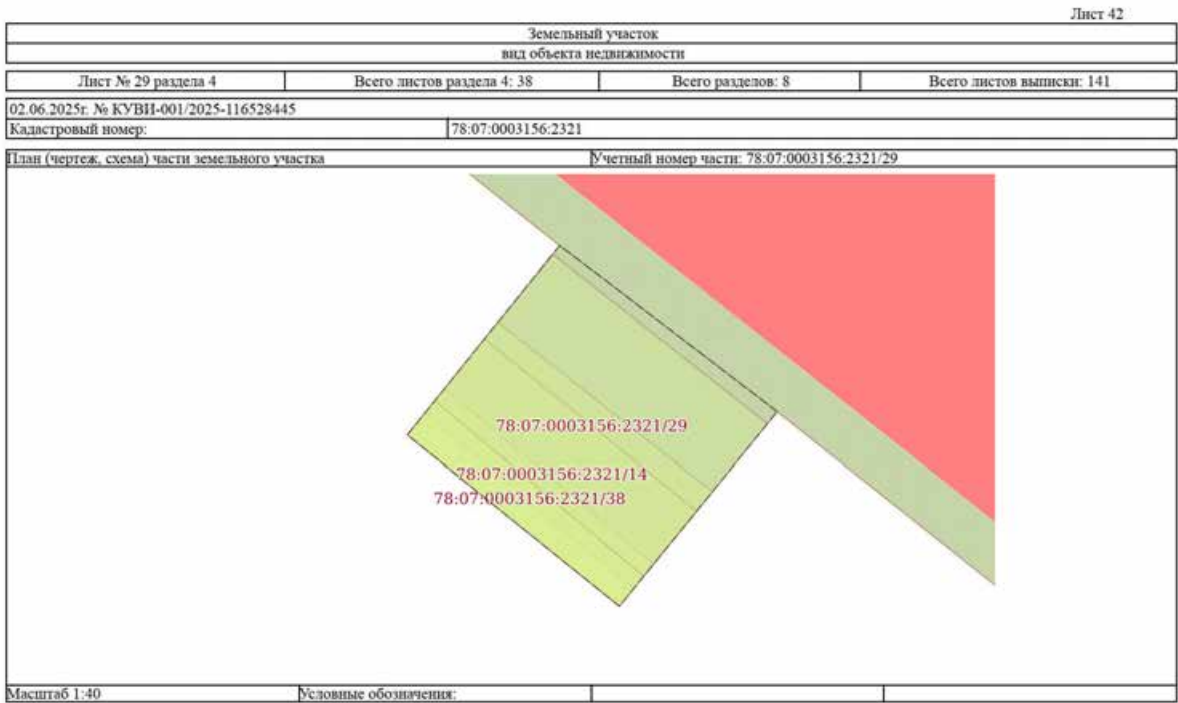 Лист 42
Земельный участок
вид объекта недвижимости
Лист № 29 раздела 4 Всего листов раздела 4: 38 Всего разделов: 8 Всего листов выписки: 141
02.06.2025г. № КУВИ-001/2025-116528445
Кадастровый номер: 78:07:0003156:2321
План (чертеж, схема) части земельного участка Учетный номер части: 78:07:0003156:2321/29
78:07:0003156:2321/29
78:07:0003156:2321/14
78:07:0003156:2321/38
Масштаб 1:40 Условные обозначения: